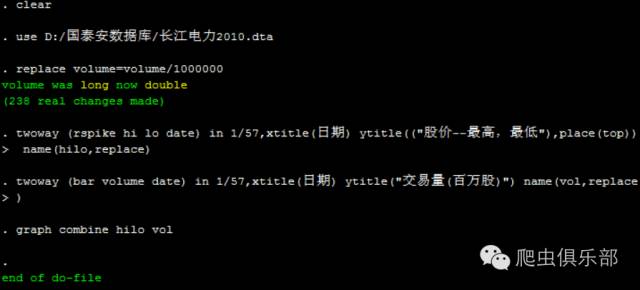 . clear
. use D:/国泰安数据库/长江电力2010.dta
. replace volume=volume/1000000
volume was long now double
(238 real changes made)
. twoway (rspike hi lo date) in 1/57,xtitle(日期) ytitle(("股价--最高，最低"),place(top))
>  name(hilo,replace)
. twoway (bar volume date) in 1/57,xtitle(日期) ytitle("交易量(百万股)") name(vol,replace
> )
. graph combine hilo vol
.
end of do-file
爬虫俱乐部